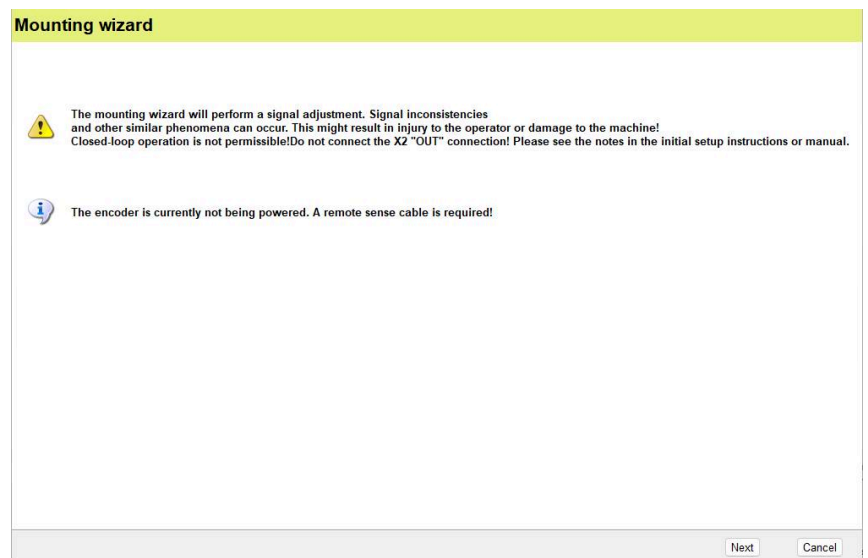 Mounting wizard
The mounting wizard will perform a signal adjustment. Signal inconsistencies
and other similar phenomena can occur. This might result in injury to the operator or damage to the machine!
Closed-loop operation is not permissible!Do not connect the X2 "OUT" connection! Please see the notes in the initial setup instructions or manual.
The encoder is currently not being powered. A remote sense cable is required!
Next Cancel